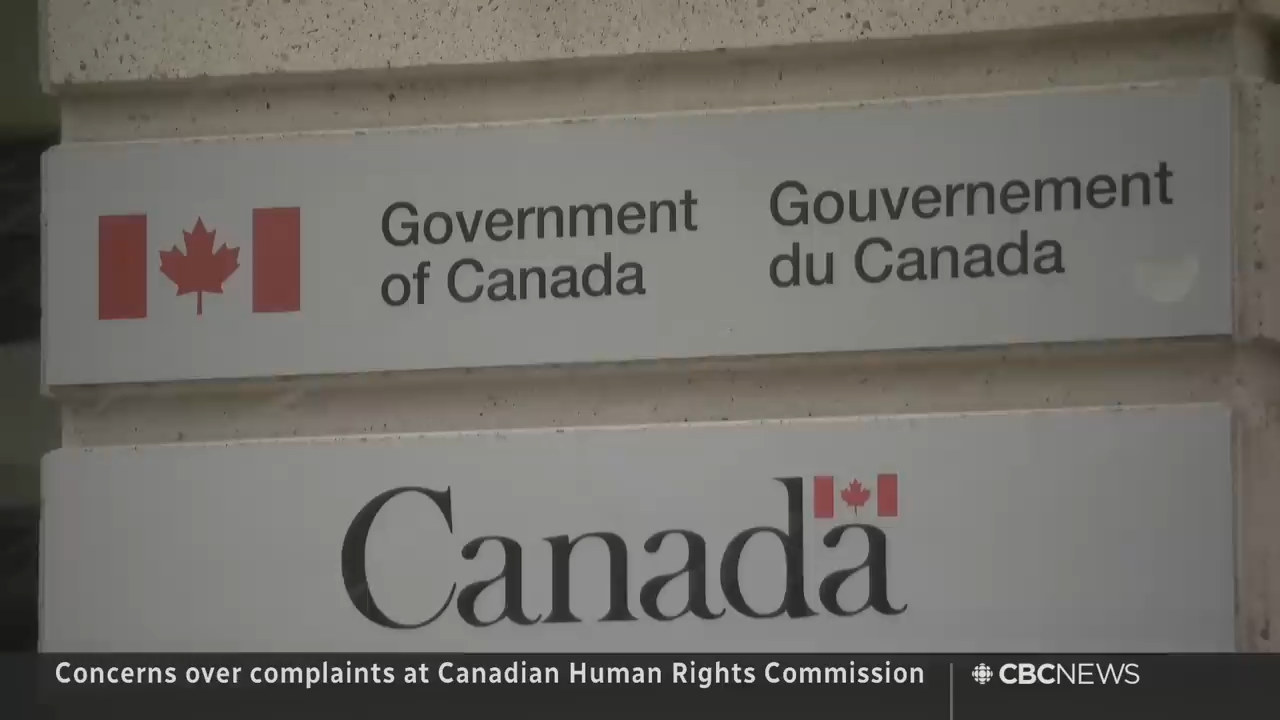 Government
of Canada
Gouvernement
du Canada
Canada
Concerns over complaints at Canadian Human Rights Commission
CBCNEWS